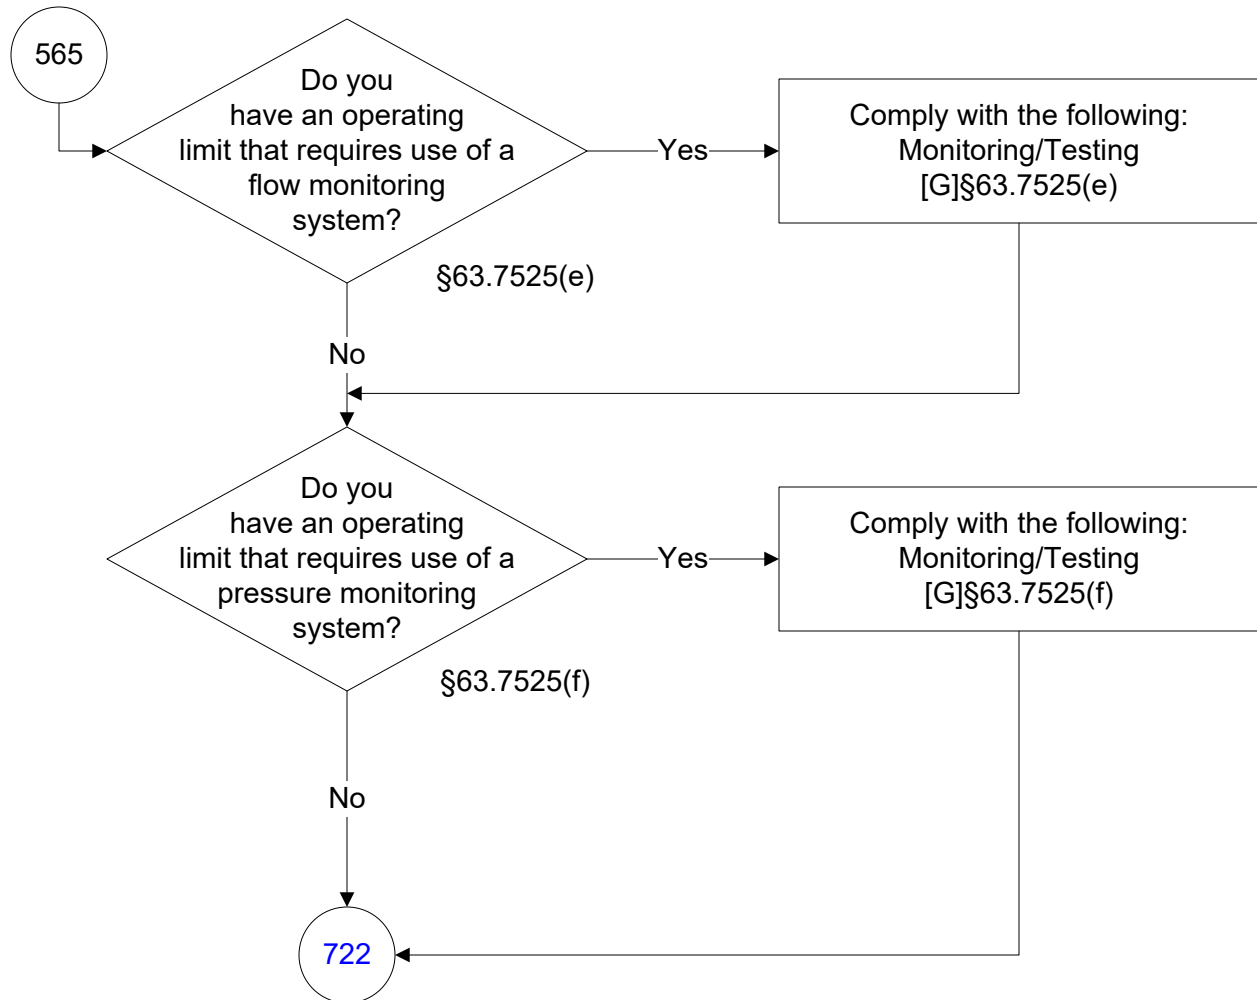 565
Do you
have an operating
limit that requires use of a
flow monitoring
system?
Yes
Comply with the following:
Monitoring/Testing
[G]§63.7525(e)
§63.7525(e)
No
Do you
have an operating
limit that requires use of a
pressure monitoring
system?
Yes
Comply with the following:
Monitoring/Testing
[G]§63.7525(f)
§63.7525(f)
No
722